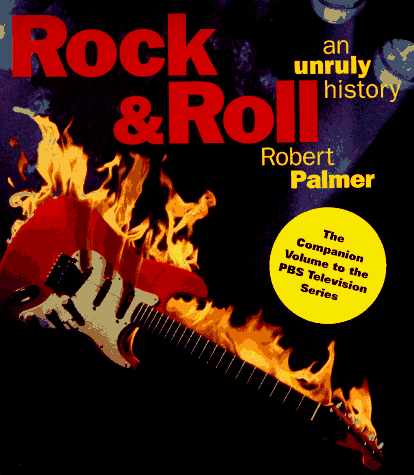 Rock
an
unruly
history
&Roll
Robert
Palmer
The
Companion
Volume to the
PBS Television
Series